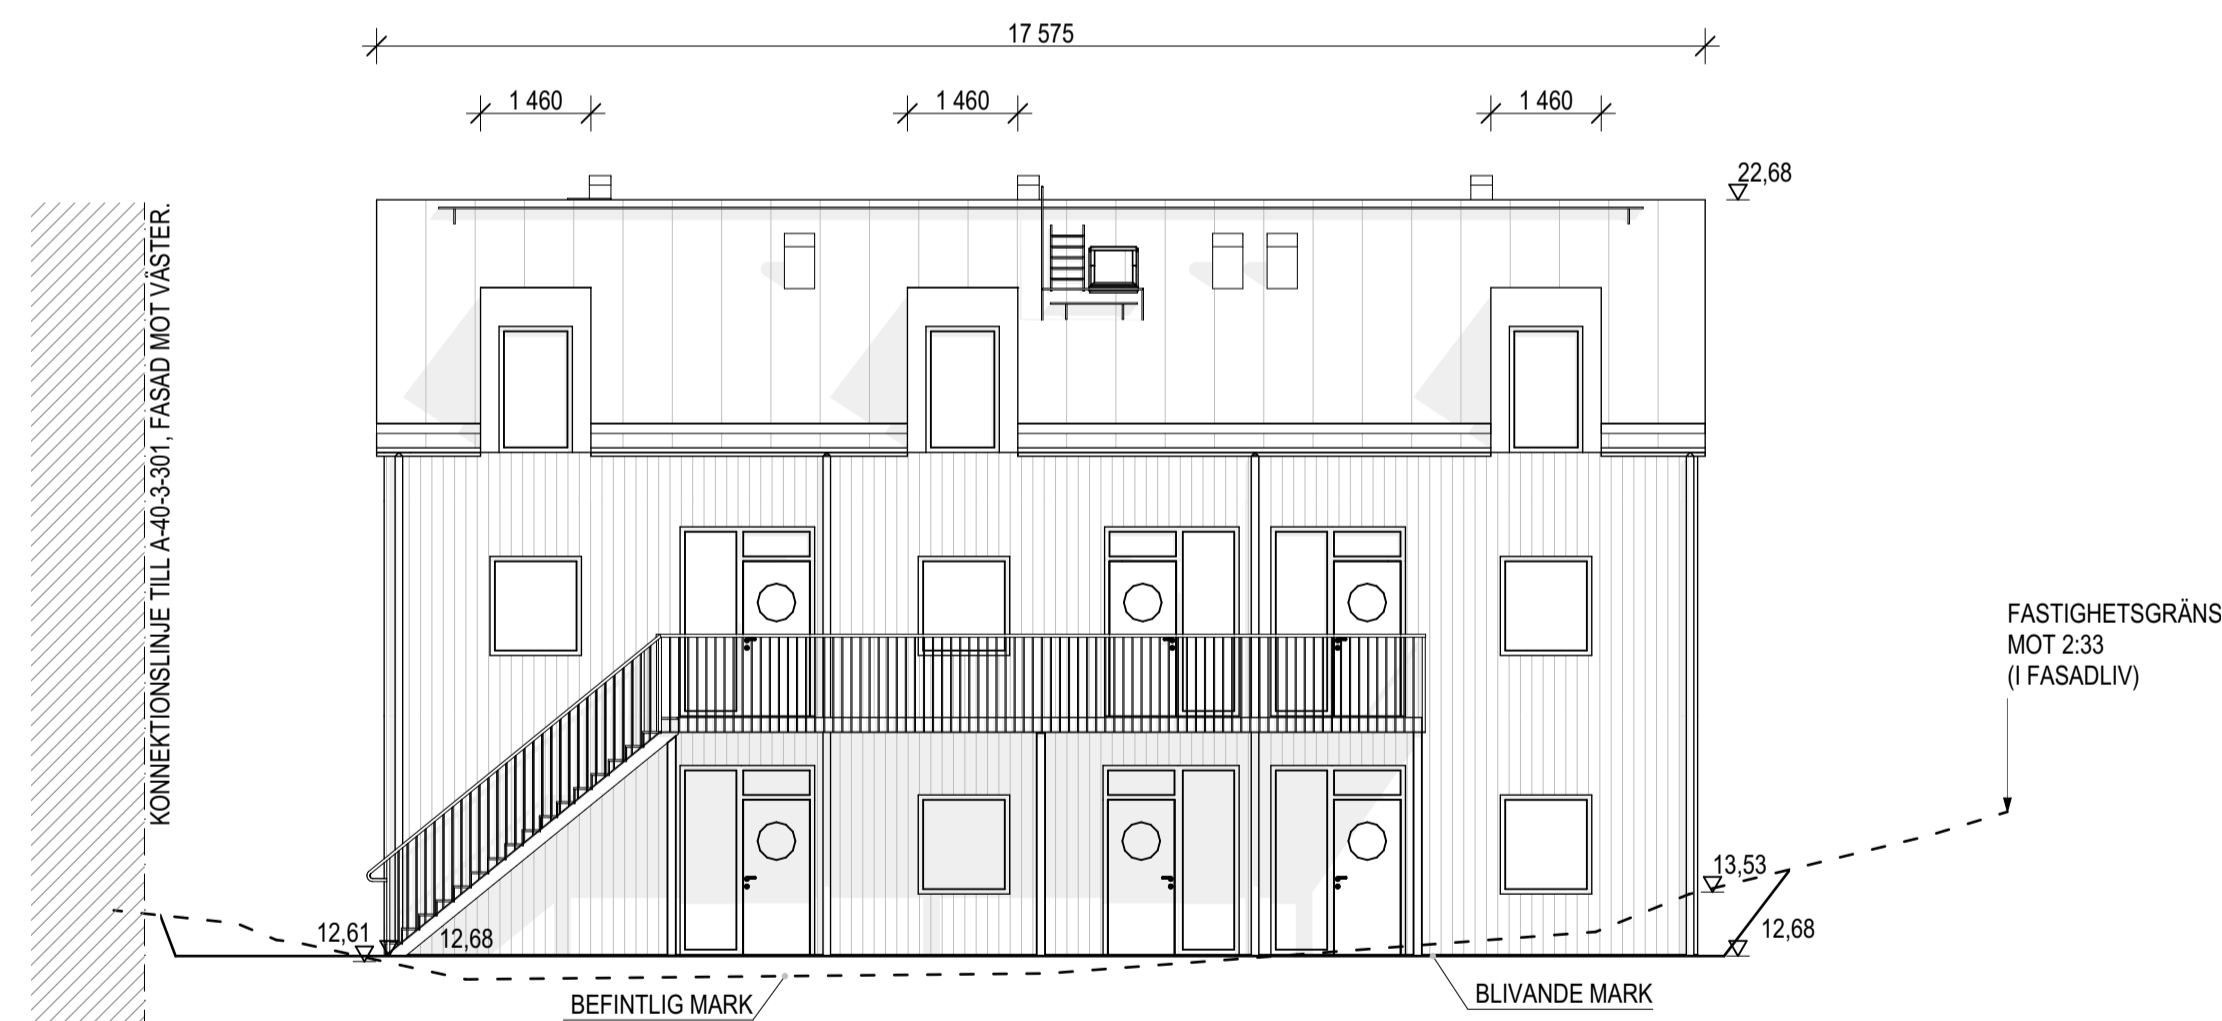 17 575
1 460
1 460
1 460
22,68
KONNEKTIONSLINJE TILL A-40-3-301, FASAD MOT VÄSTER.
FASTIGHETSGRÄNS
MOT 2:33
(I FASADLIV)
13,53
12,61
12,68
12,68
BEFINTLIG MARK
BLIVANDE MARK